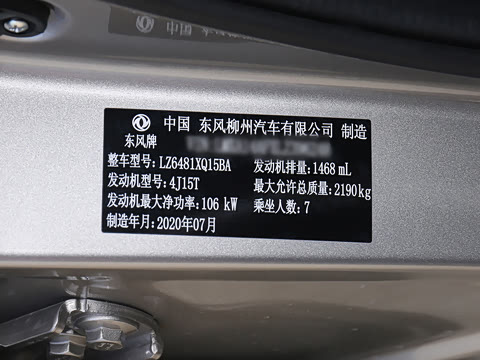 中国 东风柳州汽车有限公司 制造
东风牌
整车型号:LZ6481XQ15BA 发动机排量:1468 mL
发动机型号:4J15T 最大允许总质量:2190kg
发动机最大净功率:106 kW 乘坐人数:7
制造年月:2020年07月